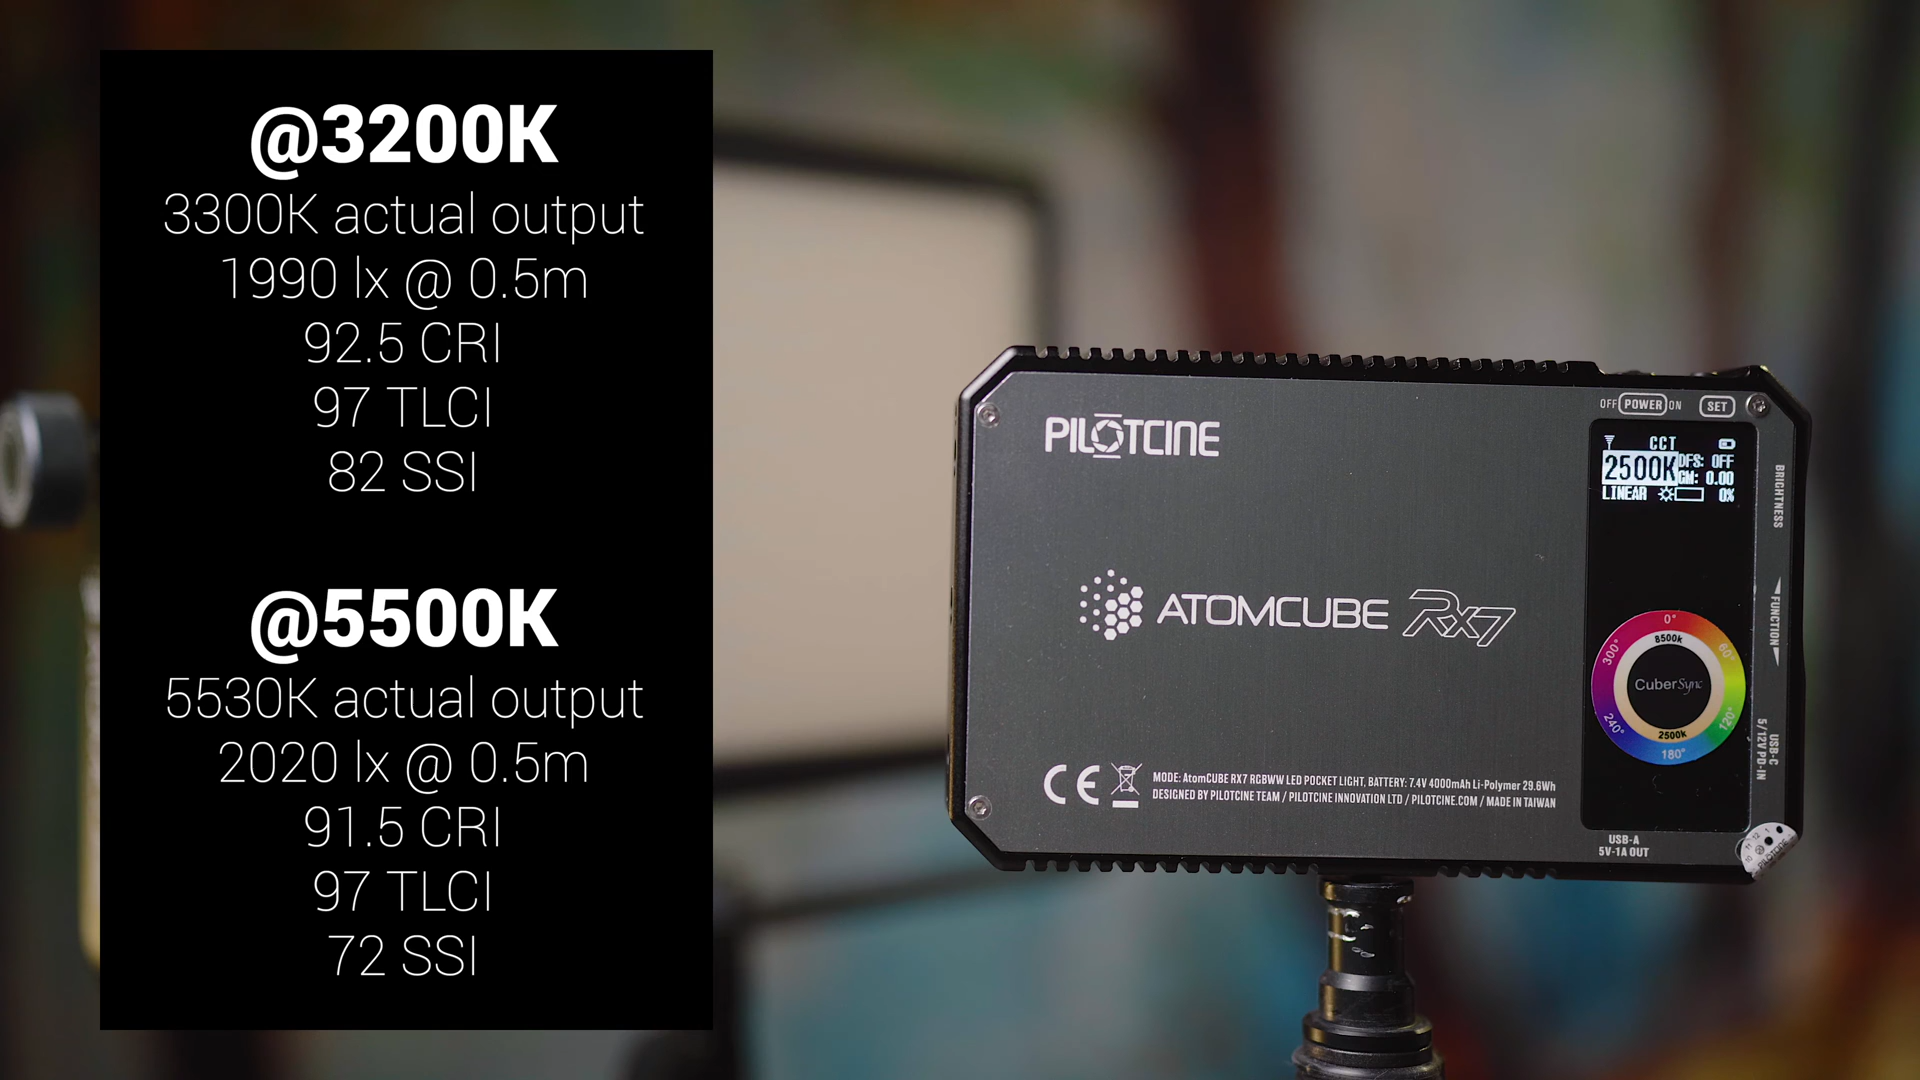 @3200K
3300K actual output
1990 lx @ 0.5m
92.5 CRI
97 TLCI
82 SSI
@5500K
5530K actual output
2020 lx @ 0.5m
91.5 CRI
97 TLCI
72 SSI
PILOTCINE
OFF POWER ON SET
CCT
2500K DFS: OFF
GM: 0.00
LINEAR 0%
BRIGHTNESS
FUNCTION
ATOMCUBE RX7
0°
60°
120°
180°
240°
300°
8500K
CuberSync
2500K
USB-C
5/12V PD-IN
CE MODE: AtomCUBE RX7 RGBWW LED POCKET LIGHT, BATTERY: 7.4V 4000mAh Li-Polymer 29.6Wh
DESIGNED BY PILOTCINE TEAM / PILOTCINE INNOVATION LTD / PILOTCINE.COM / MADE IN TAIWAN
USB-A
5V-1A OUT